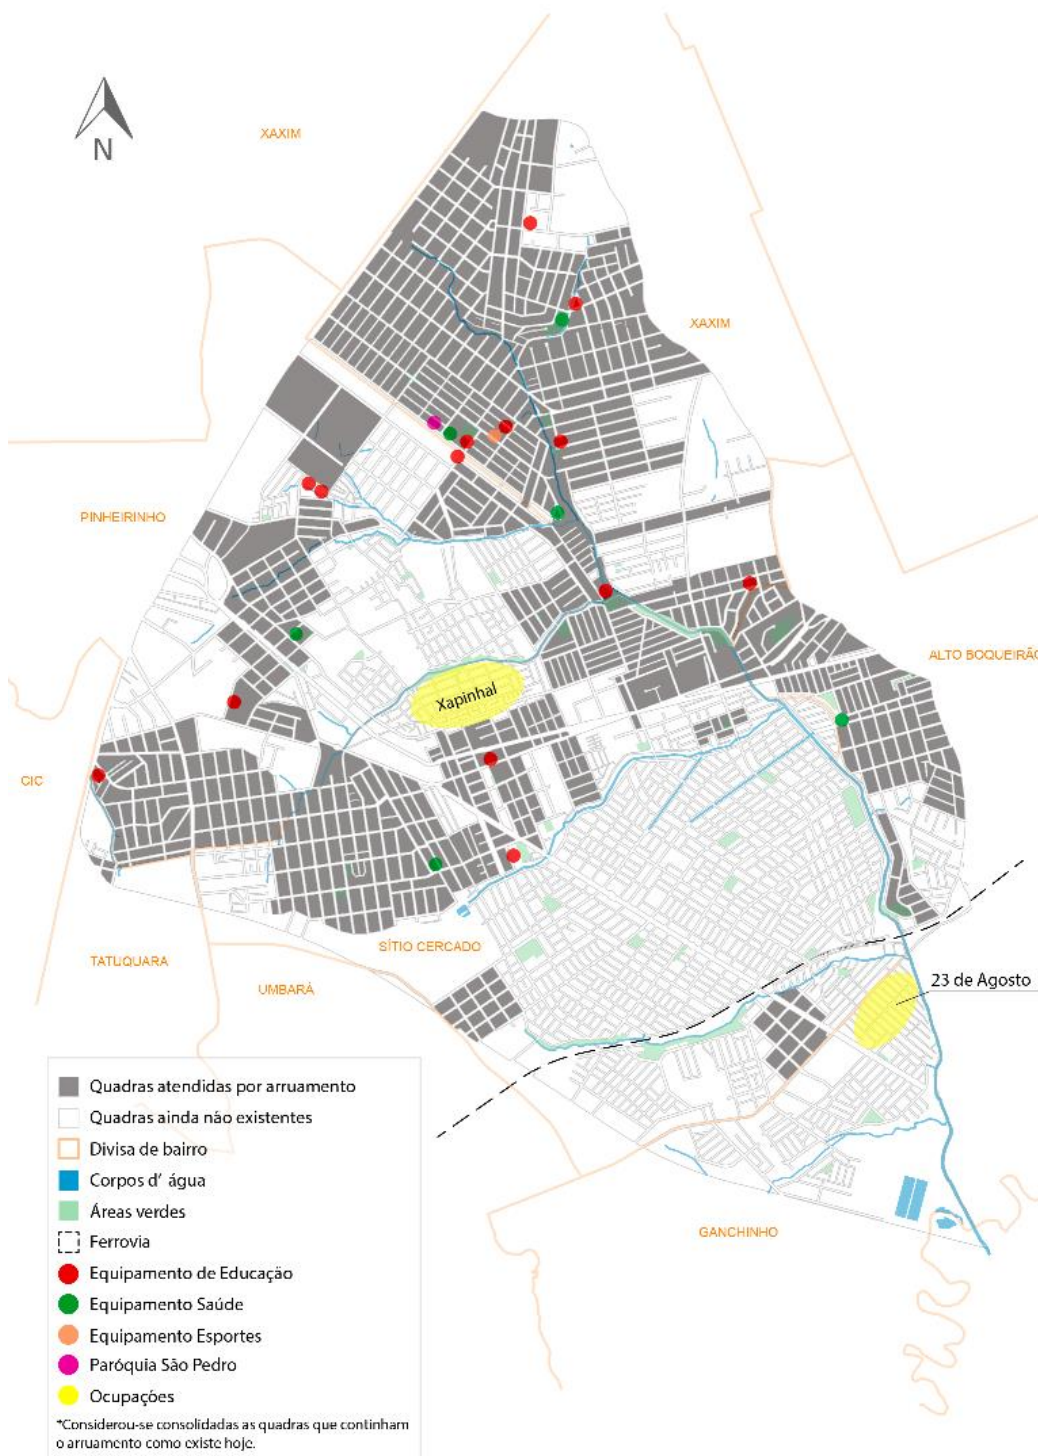 N
XAXIM
XAXIM
PINHEIRINHO
ALTO BOQUEIRÃO
Xapinhal
CIC
SÍTIO CERCADO
TATUQUARA
UMBARÁ
23 de Agosto
GANCHINHO
Quadras atendidas por arruamento
Quadras ainda não existentes
Divisa de bairro
Corpos d' água
Áreas verdes
Ferrovia
Equipamento de Educação
Equipamento Saúde
Equipamento Esportes
Paróquia São Pedro
Ocupações
*Considerou-se consolidadas as quadras que continham
o arruamento como existe hoje.